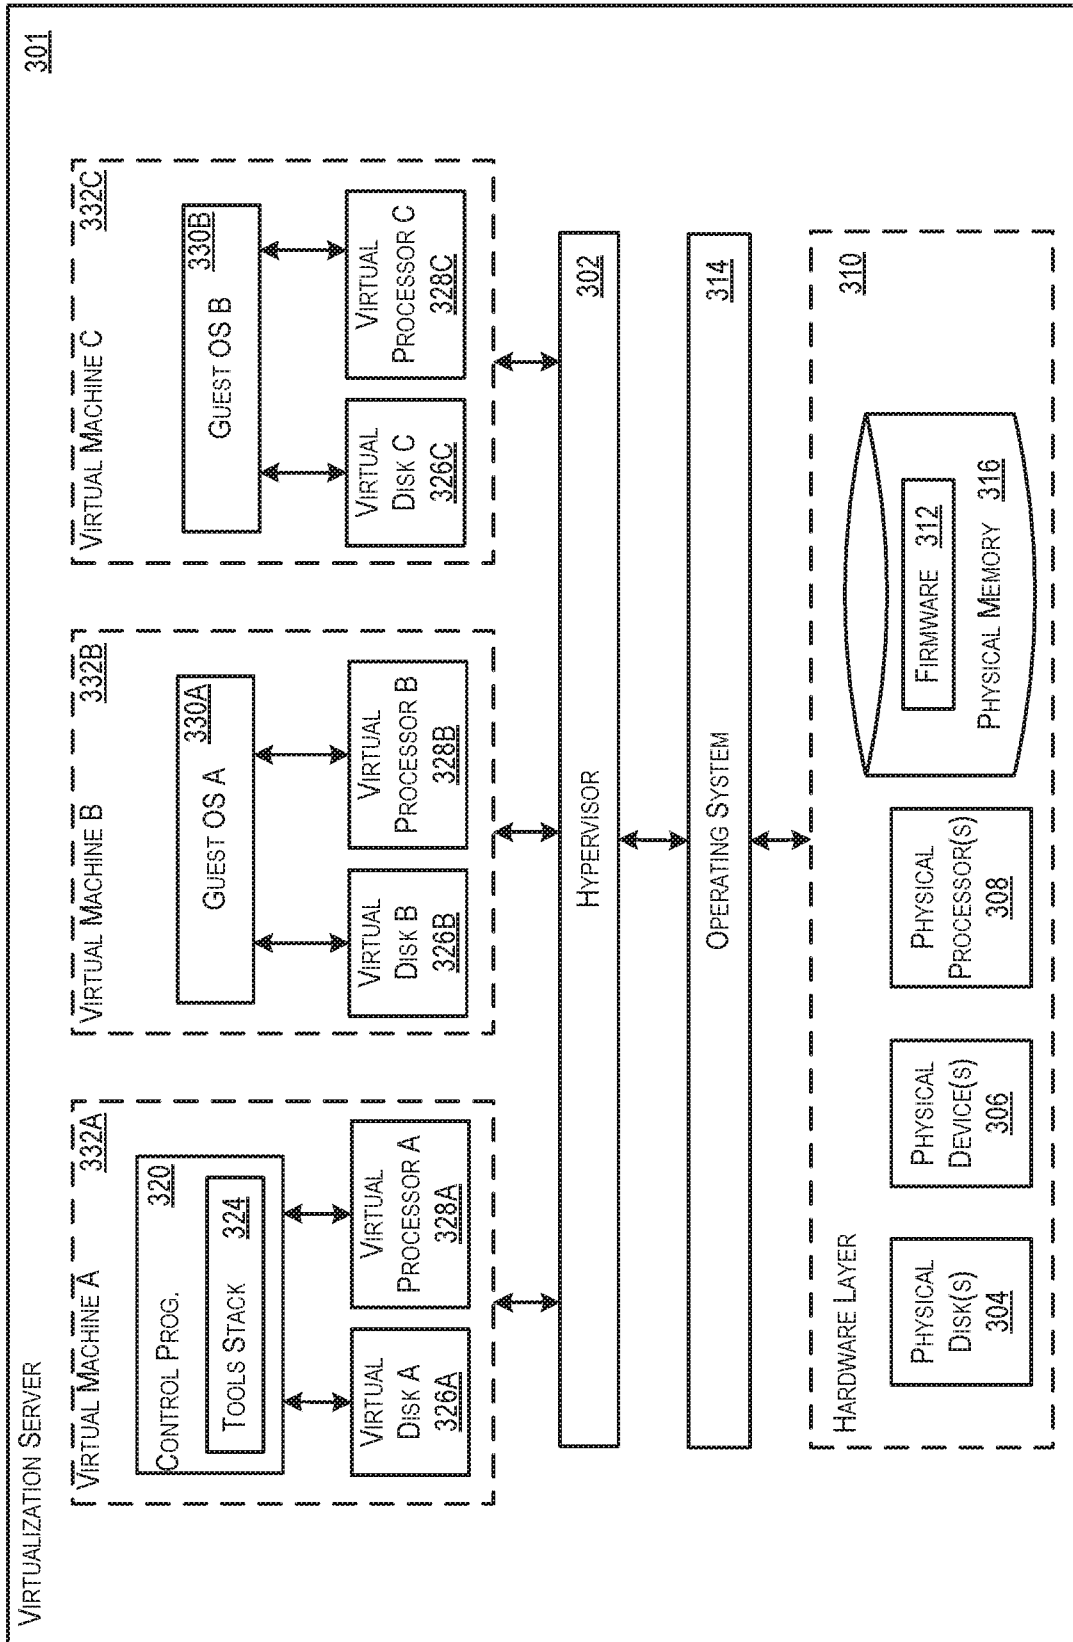 VIRTUALIZATION SERVER
301
VIRTUAL MACHINE A
332A
CONTROL PROG.
320
TOOLS STACK
324
VIRTUAL
DISK A
326A
VIRTUAL
PROCESSOR A
328A
VIRTUAL MACHINE B
332B
GUEST OS A
330A
VIRTUAL
DISK B
326B
VIRTUAL
PROCESSOR B
328B
VIRTUAL MACHINE C
332C
GUEST OS B
330B
VIRTUAL
DISK C
326C
VIRTUAL
PROCESSOR C
328C
HYPERVISOR
302
OPERATING SYSTEM
314
HARDWARE LAYER
310
PHYSICAL
DISK(S)
304
PHYSICAL
DEVICE(S)
306
PHYSICAL
PROCESSOR(S)
308
FIRMWARE 312
PHYSICAL MEMORY 316